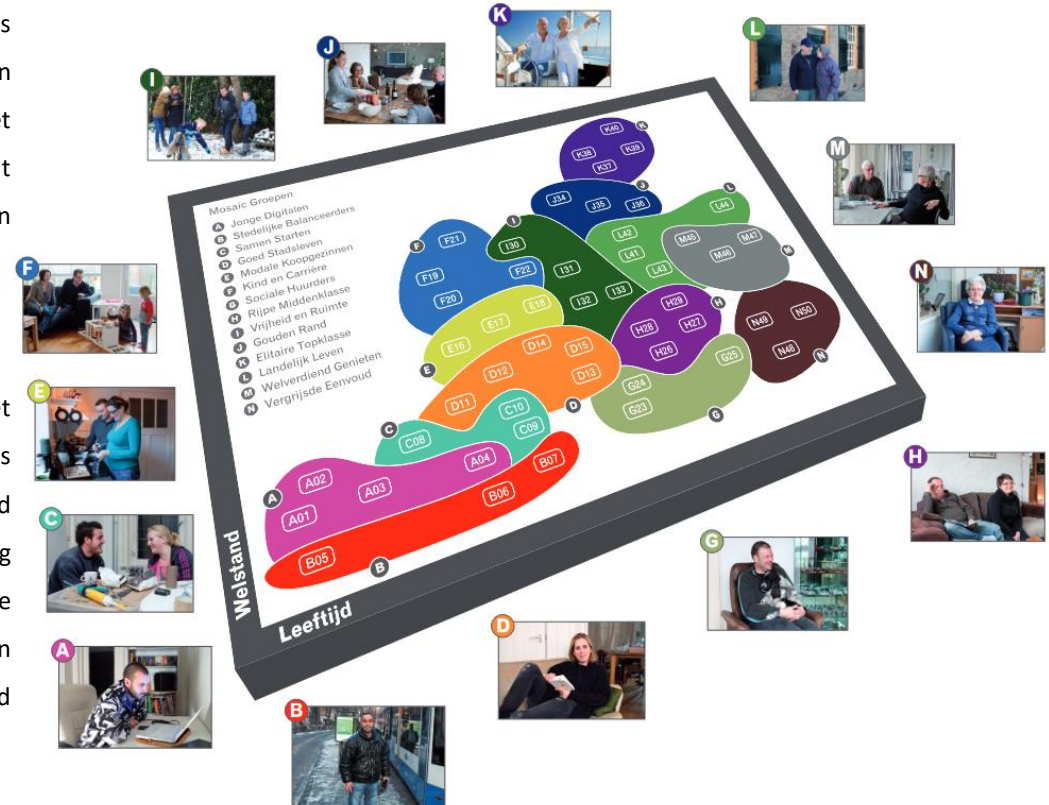 s
n
et
t
n
et
s
d
g
e
n
d
K
L
J
I
M
F
N
E
H
C
G
D
A
B
Mosaic Groepen
A Jonge Digitalen
B Stedelijke Balanceerders
C Samen Starten
D Goed Stadsleven
E Modale Koopgezinnen
F Kind en Carrière
G Sociale Huurders
H Rijpe Middenklasse
I Vrijheid en Ruimte
J Gouden Rand
K Elitaire Topklasse
L Landelijk Leven
M Welverdiend Genieten
N Vergrijsde Eenvoud
K40
K38
K39
K37
K
J34
J35
J36
J
L44
L42
L41
L43
L
M45
M47
M46
M
I
I30
I31
I32
I33
F
F21
F19
F22
F20
E18
E17
E16
E
H29
H28
H27
H26
H
N49
N50
N48
N
G25
G24
G23
G
D14
D15
D12
D13
D11
D
C
C10
C08
C09
A
A02
A04
A03
A01
B07
B06
B05
B
Welstand
Leeftijd